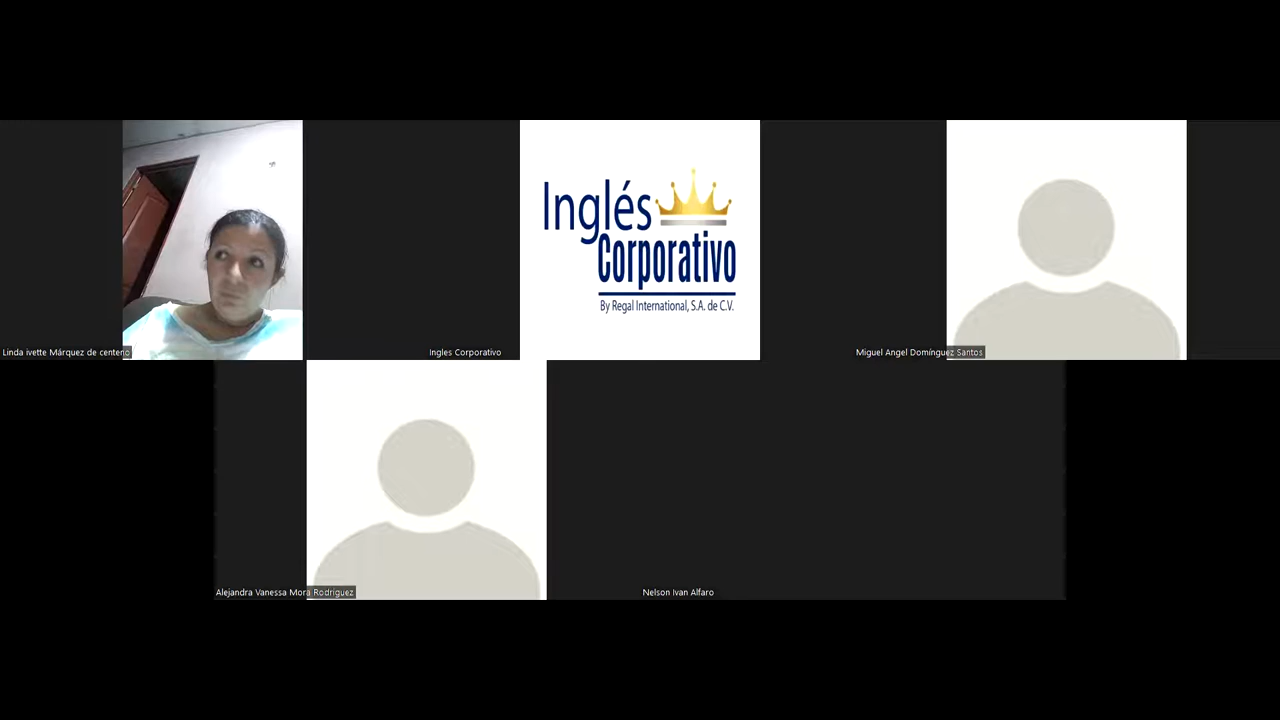 Inglés
Corporativo
By Regal International, S.A. de C.V.
Linda ivette Márquez de centeno
Ingles Corporativo
Miguel Angel Domínguez Santos
Alejandra Vanessa Mora Rodriguez
Nelson Ivan Alfaro